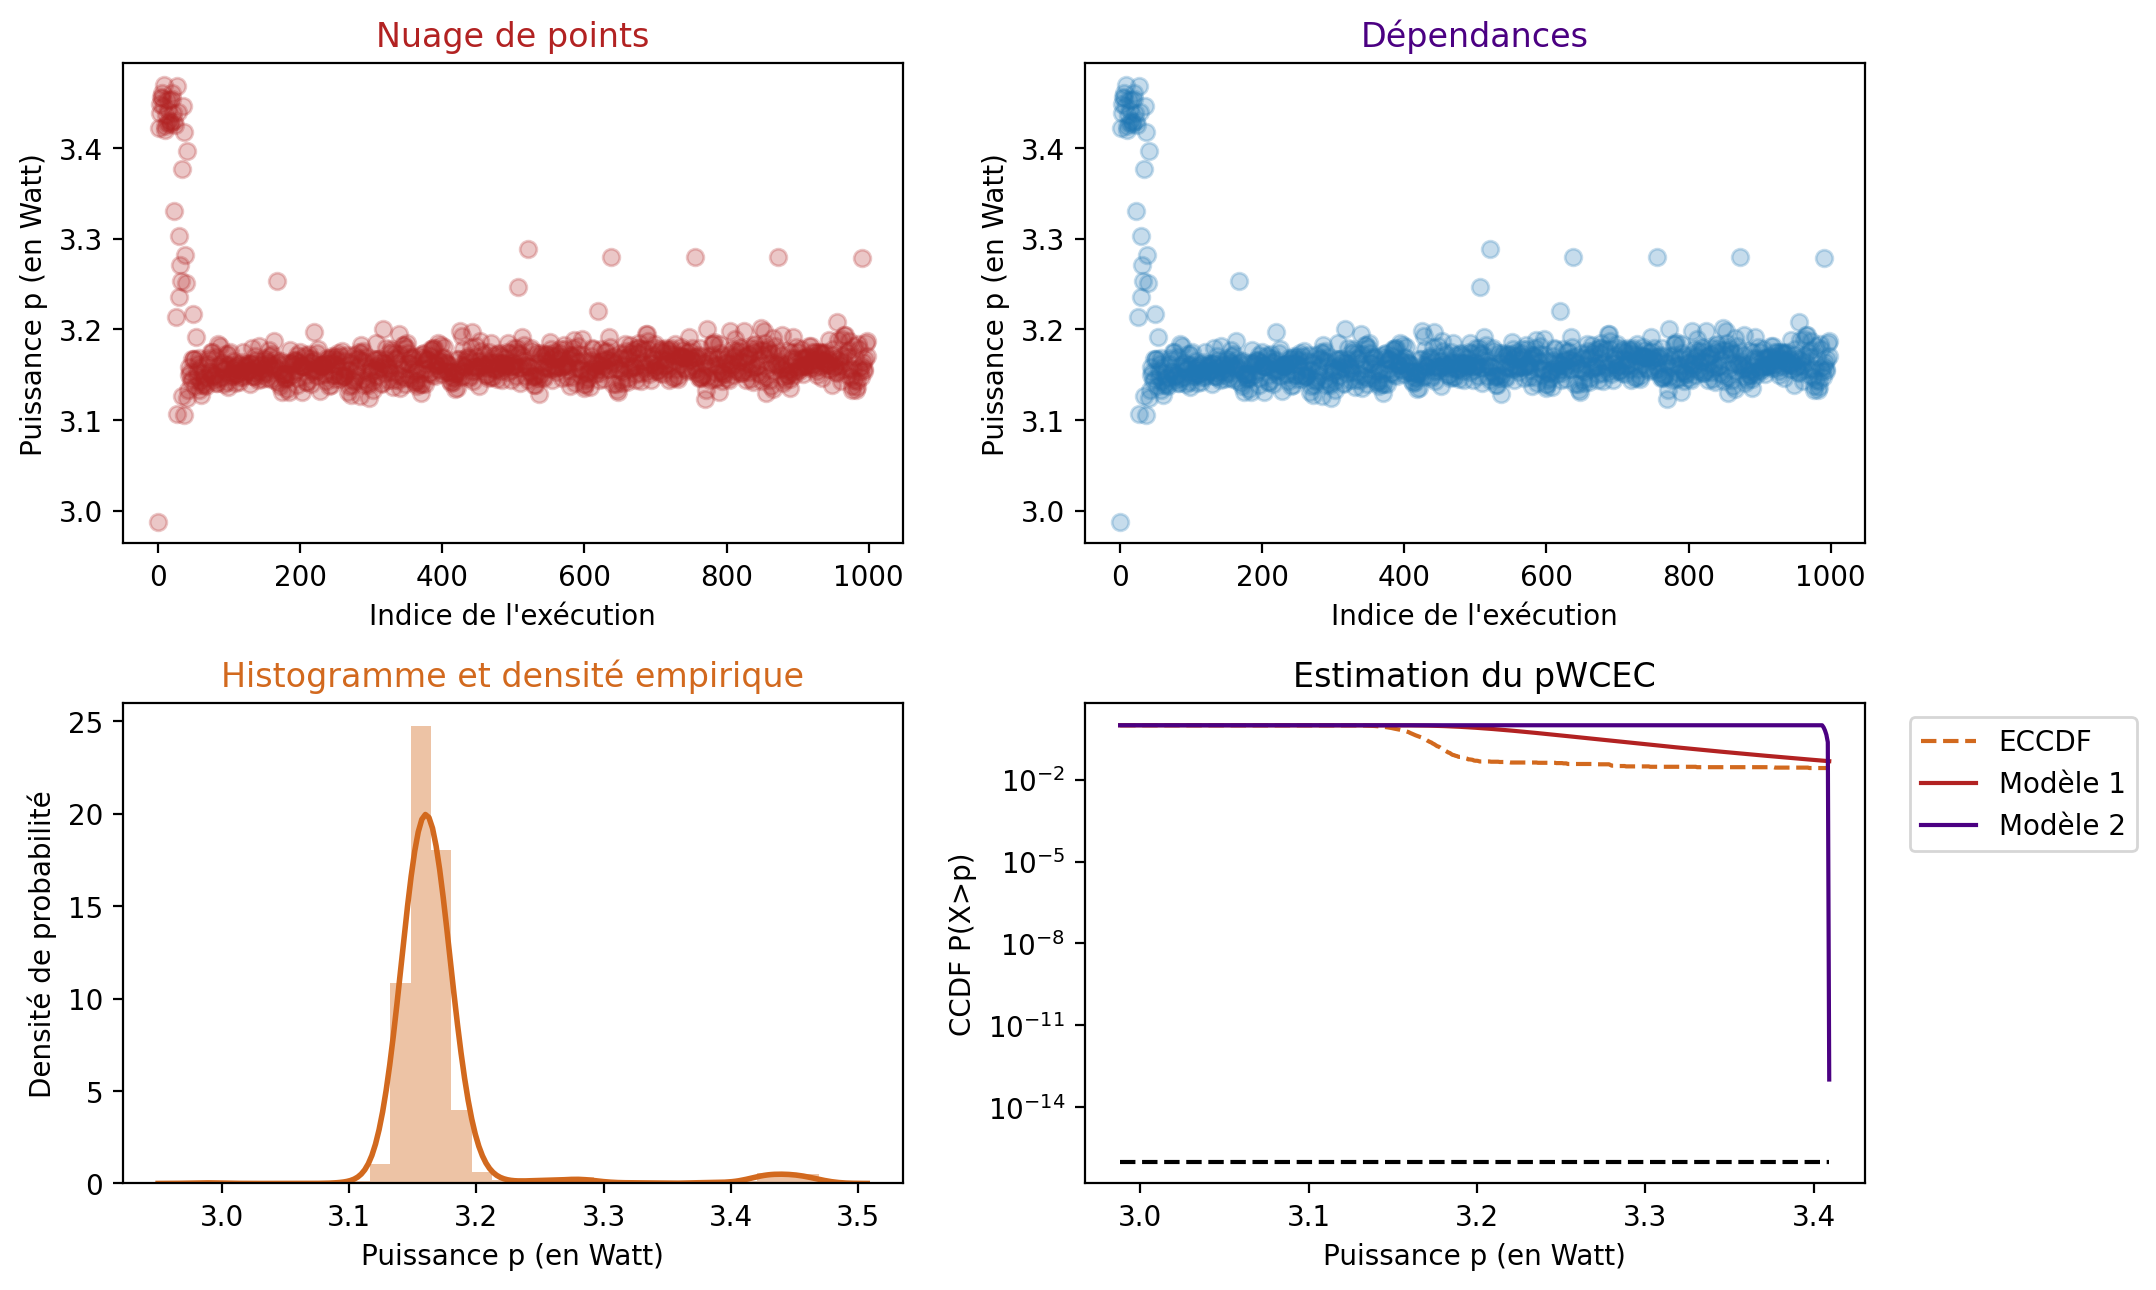 Nuage de points
Puissance p (en Watt)
3.4
3.3
3.2
3.1
3.0
0 200 400 600 800 1000
Indice de l'exécution
Dépendances
Puissance p (en Watt)
3.4
3.3
3.2
3.1
3.0
0 200 400 600 800 1000
Indice de l'exécution
Histogramme et densité empirique
Densité de probabilité
25
20
15
10
5
0
3.0 3.1 3.2 3.3 3.4 3.5
Puissance p (en Watt)
Estimation du pWCEC
CCDF P(X>p)
10⁻²
10⁻⁵
10⁻⁸
10⁻¹¹
10⁻¹⁴
3.0 3.1 3.2 3.3 3.4
Puissance p (en Watt)
ECCDF
Modèle 1
Modèle 2